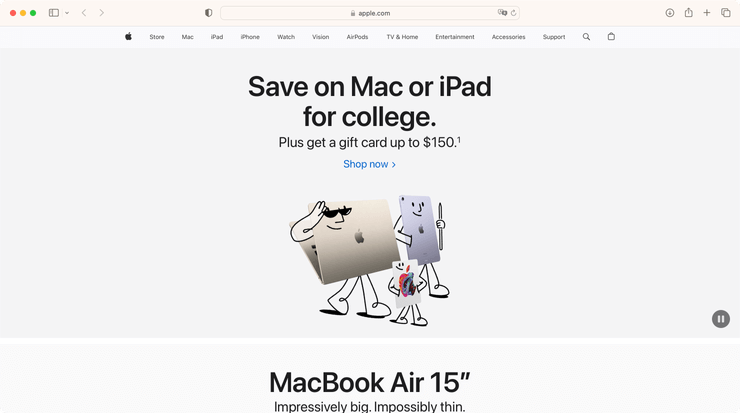 apple.com
Store Mac iPad iPhone Watch Vision AirPods TV & Home Entertainment Accessories Support
Save on Mac or iPad
for college.
Plus get a gift card up to $150.¹
Shop now >
MacBook Air 15”
Impressively big. Impossibly thin.